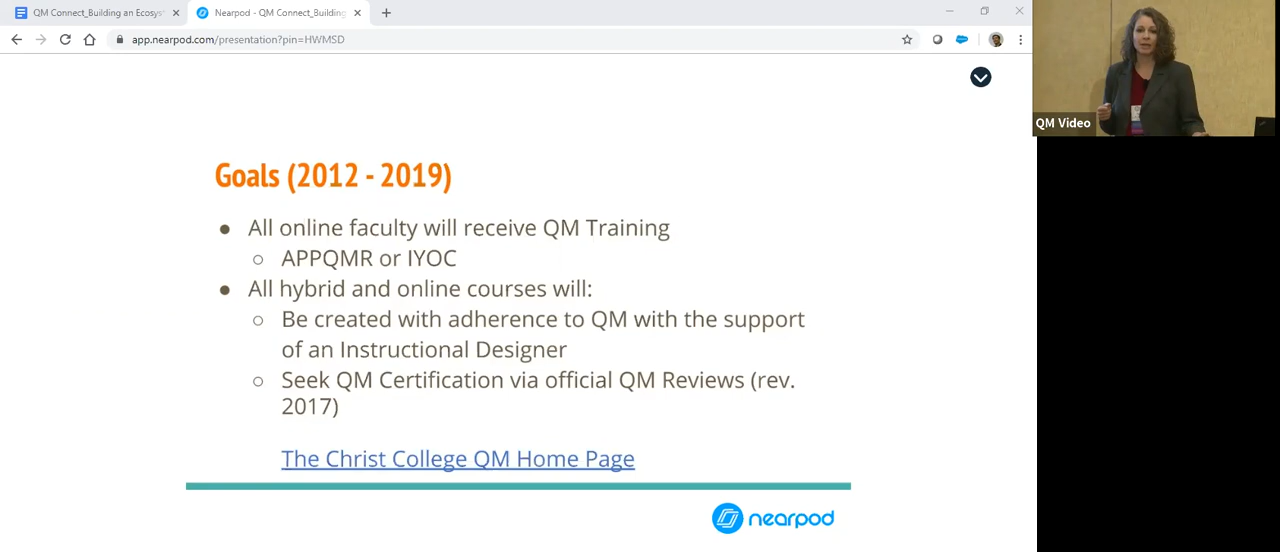 QM Connect_Building an Ecosys
Nearpod - QM Connect_Building
app.nearpod.com/presentation?pin=HWMSD
QM Video
Goals (2012 - 2019)
● All online faculty will receive QM Training
○ APPQMR or IYOC
● All hybrid and online courses will:
○ Be created with adherence to QM with the support
of an Instructional Designer
○ Seek QM Certification via official QM Reviews (rev.
2017)
The Christ College QM Home Page
nearpod